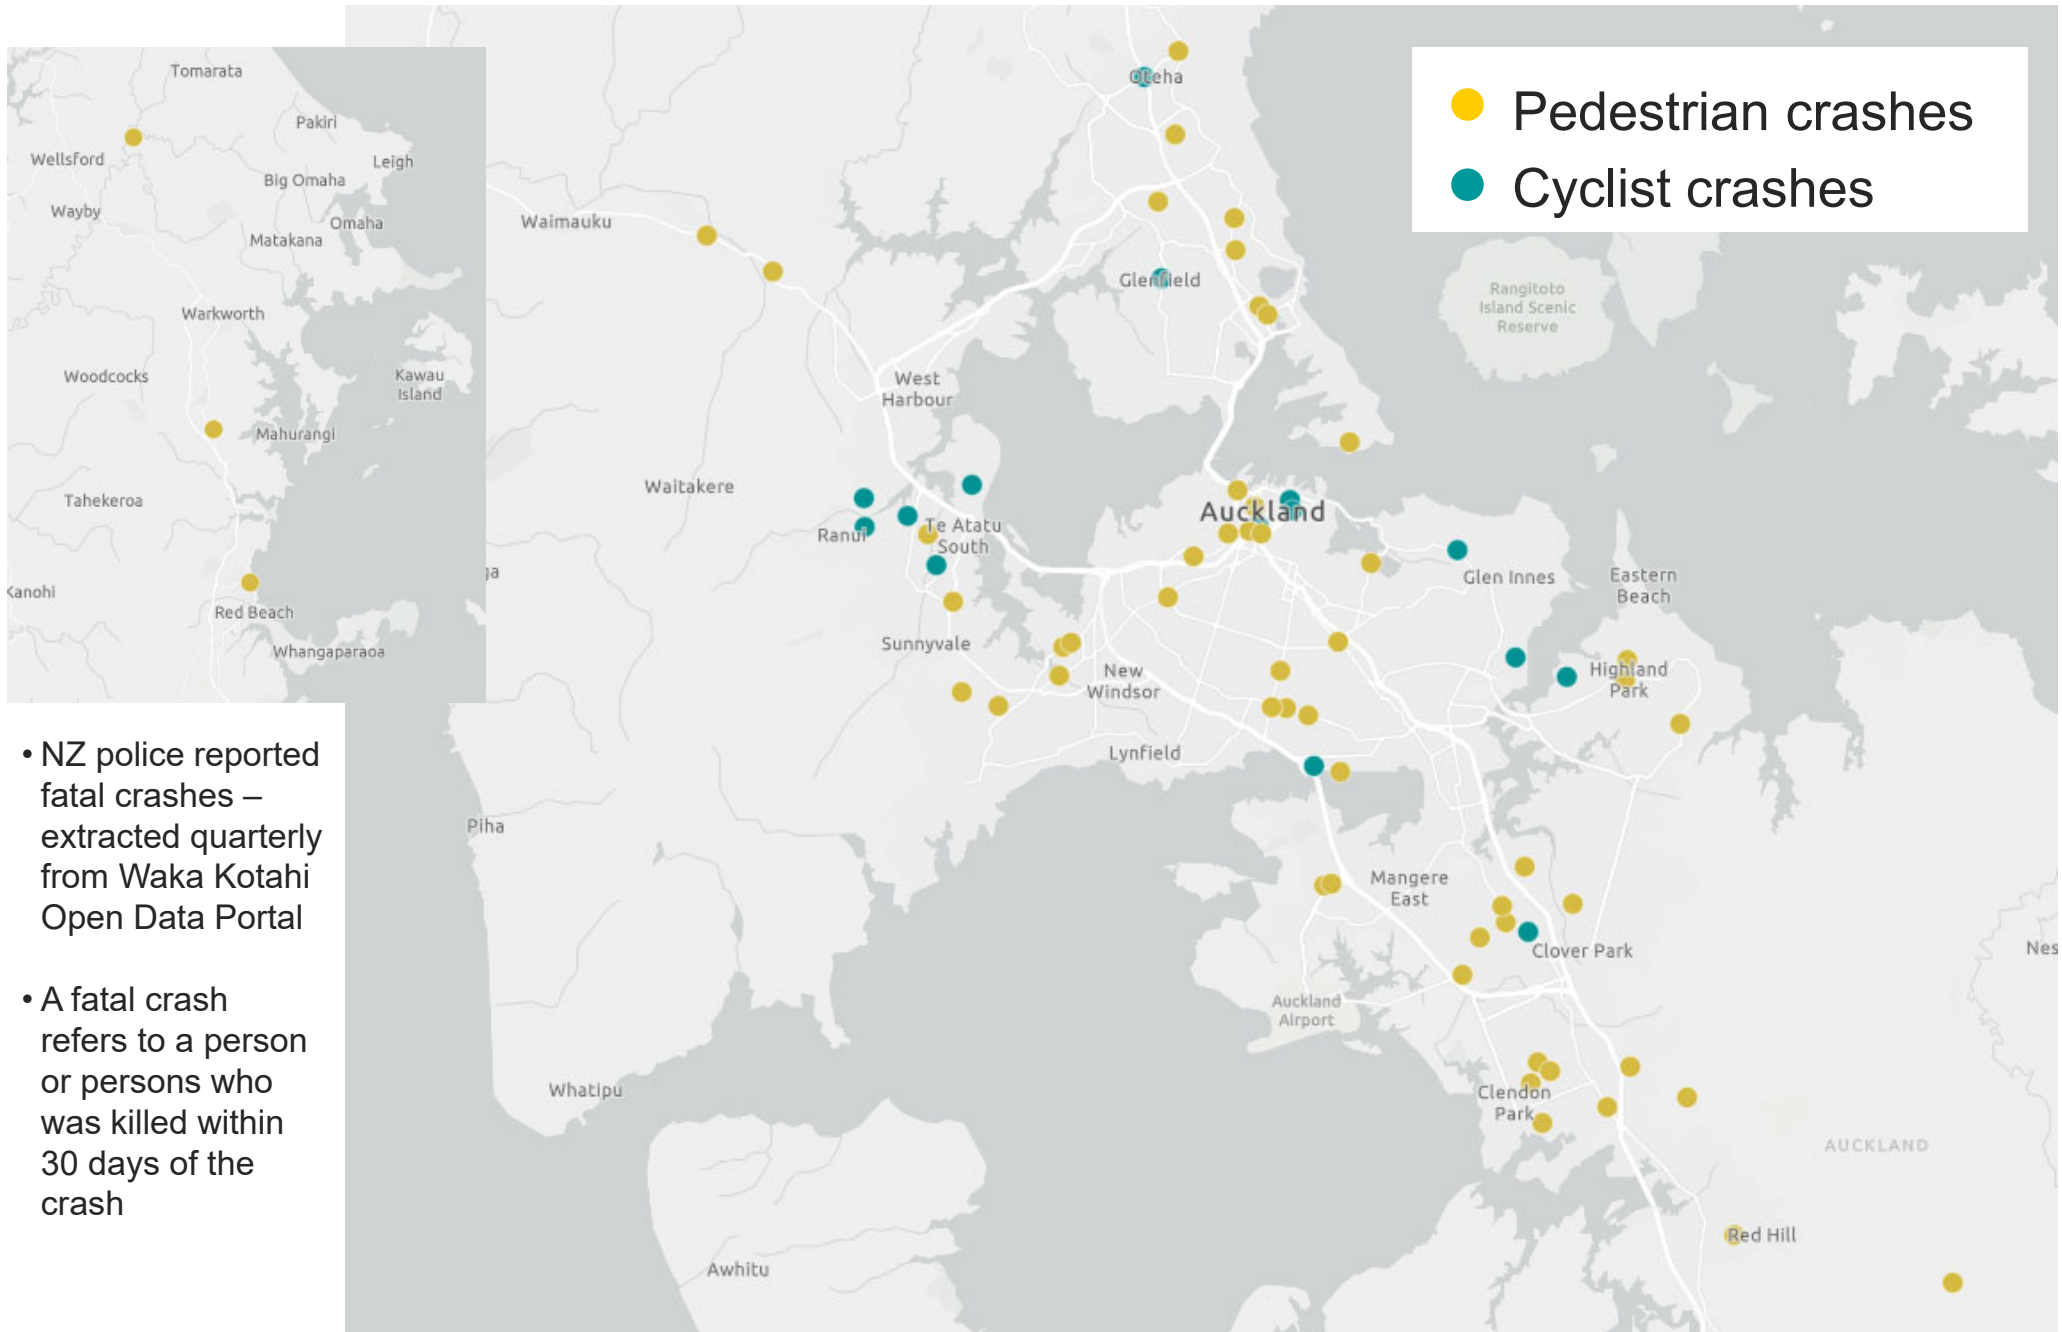 Tomarata
Pakiri
Wellsford
Leigh
Big Omaha
Wayby
Omaha
Matakana
Warkworth
Woodcocks
Kawau
Island
Mahurangi
Tahekeroa
Kanohi
Red Beach
Whangaparaoa
• NZ police reported
fatal crashes –
extracted quarterly
from Waka Kotahi
Open Data Portal
• A fatal crash
refers to a person
or persons who
was killed within
30 days of the
crash
Pedestrian crashes
Cyclist crashes
Oteha
Waimauku
Glenfield
Rangitoto
Island Scenic
Reserve
West
Harbour
Waitakere
Auckland
Ranui
Te Atatu
South
ga
Glen Innes
Eastern
Beach
Sunnyvale
New
Windsor
Highland
Park
Lynfield
Piha
Mangere
East
Clover Park
Nes
Auckland
Airport
Whatipu
Clendon
Park
AUCKLAND
Red Hill
Awhitu